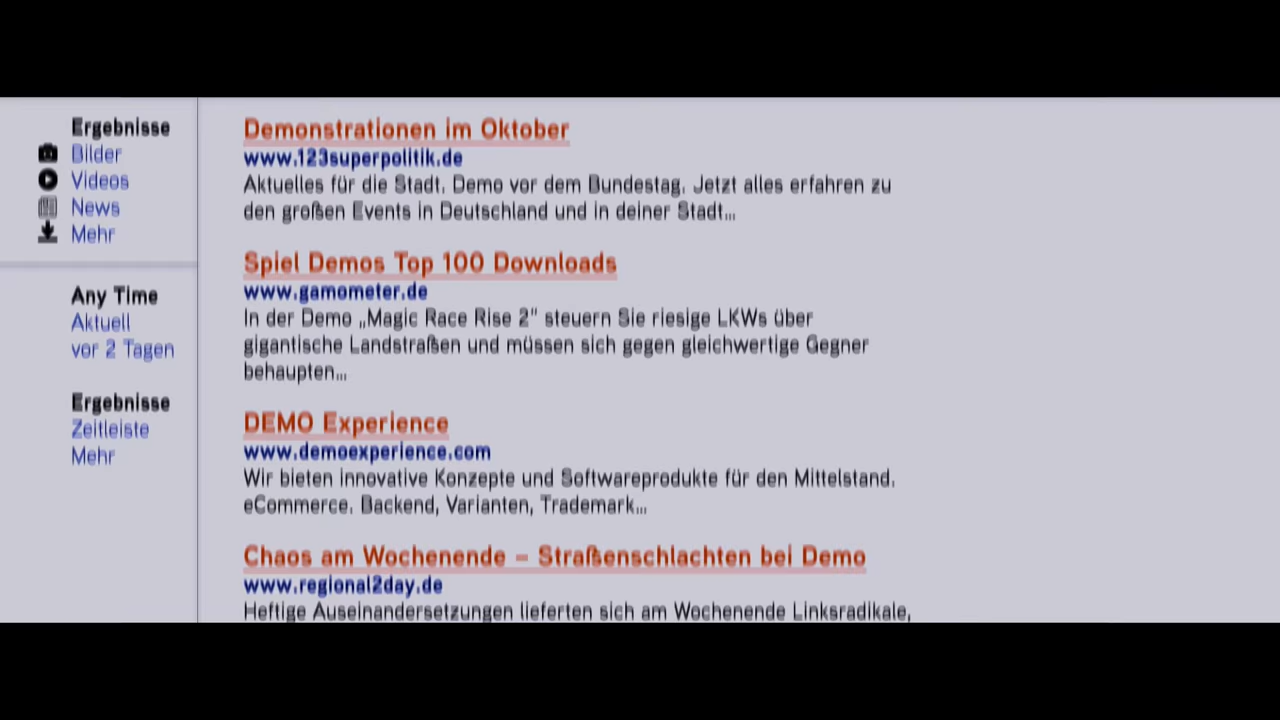 Ergebnisse
Bilder
Videos
News
Mehr
Any Time
Aktuell
vor 2 Tagen
Ergebnisse
Zeitleiste
Mehr
Demonstrationen im Oktober
www.123superpolitik.de
Aktuelles für die Stadt. Demo vor dem Bundestag. Jetzt alles erfahren zu
den großen Events in Deutschland und in deiner Stadt...
Spiel Demos Top 100 Downloads
www.gamometer.de
In der Demo „Magic Race Rise 2" steuern Sie riesige LKWs über
gigantische Landstraßen und müssen sich gegen gleichwertige Gegner
behaupten...
DEMO Experience
www.demoexperience.com
Wir bieten innovative Konzepte und Softwareprodukte für den Mittelstand.
eCommerce. Backend, Varianten, Trademark...
Chaos am Wochenende – Straßenschlachten bei Demo
www.regional2day.de
Heftige Auseinandersetzungen lieferten sich am Wochenende Linksradikale,